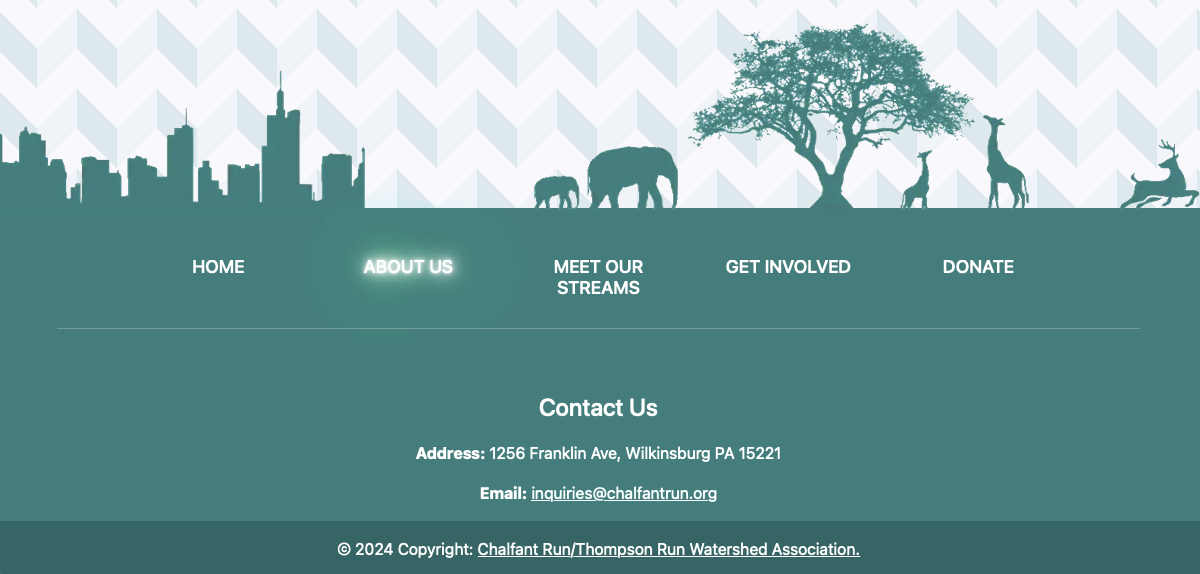 HOME
ABOUT US
MEET OUR
STREAMS
GET INVOLVED
DONATE
Contact Us
Address: 1256 Franklin Ave, Wilkinsburg PA 15221
Email: inquiries@chalfantrun.org
© 2024 Copyright: Chalfant Run/Thompson Run Watershed Association.